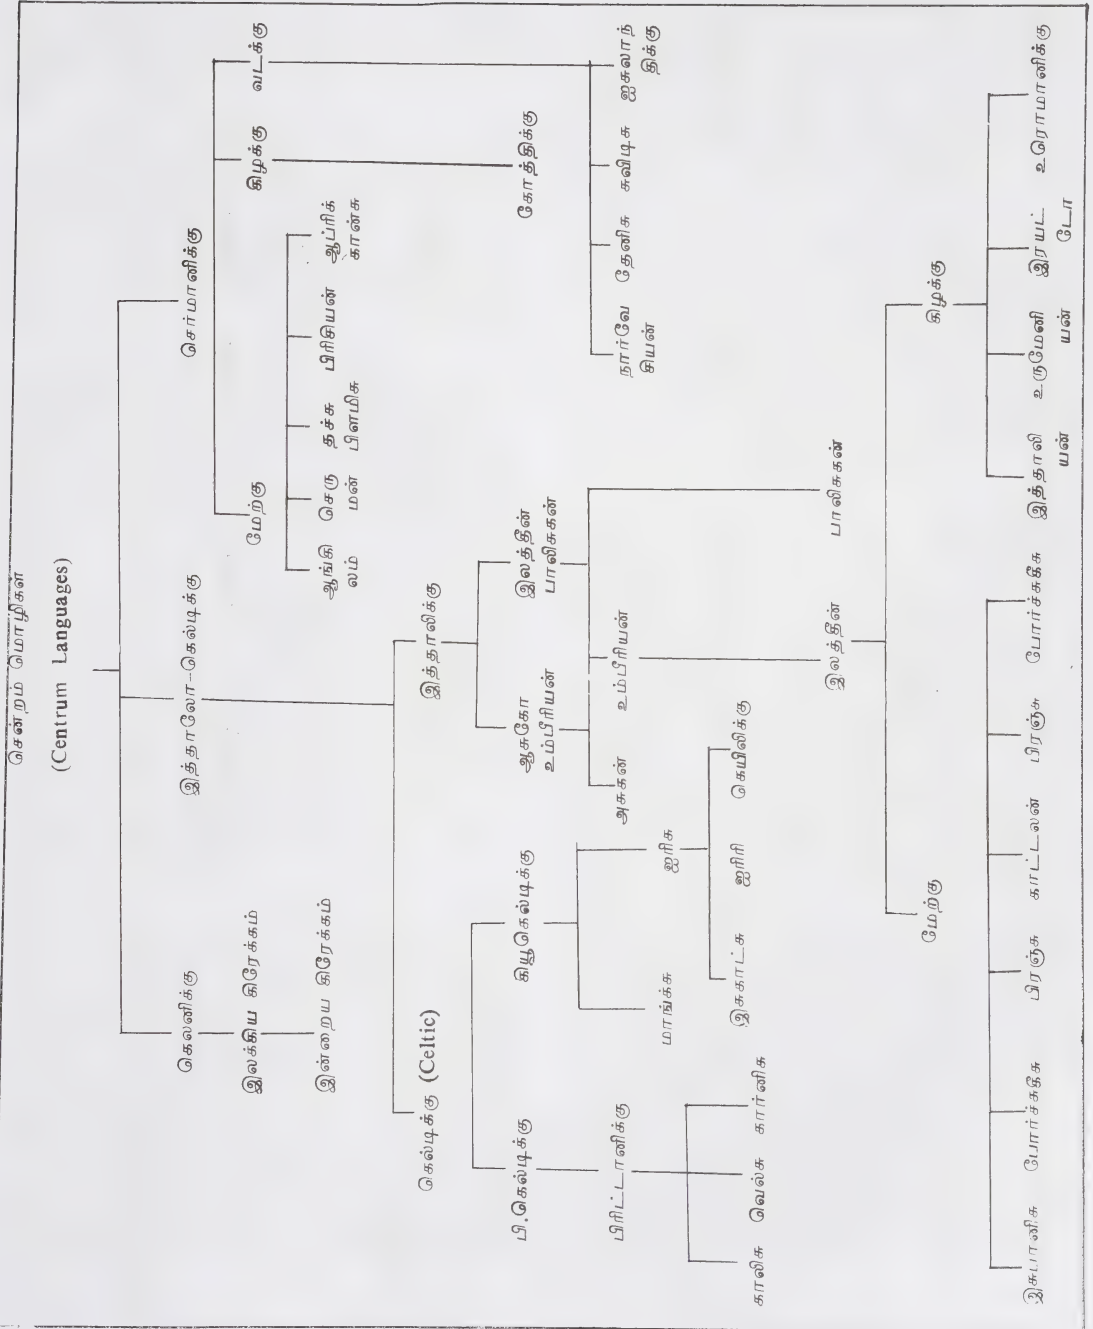 சென்றம் மொழிகள்
(Centrum Languages)
கெலனிக்கு
இத்தாலோ-கெல்டிக்கு
செர்மானிக்கு
இலக்கிய கிரேக்கம்
இன்றைய கிரேக்கம்
மேற்கு
கிழக்கு
வடக்கு
ஆங்கி
லம்
செரு
மன்
தச்சு
பிளமிசு
பிரிசியன்
ஆப்ரிக்
கான்சு
கோத்திக்கு
நார்வே
சியன்
தேனிசு
சுவிடிசு
ஐசுலாந்
திக்கு
கெல்டிக்கு (Celtic)
இத்தாலிக்கு
பி.கெல்டிக்கு
கியூகெல்டிக்கு
ஆசுகோ
உம்பீரியன்
இலத்தீன்
பாலிசுகன்
பிரிட்டானிக்கு
மாங்க்சு
ஐரிசு
அசுகன்
உம்பீரியன்
காலிசு
வெல்சு
கார்னிசு
இசுகாட்சு
ஐரிரி
கெயிலிக்கு
இலத்தீன்
பாலிசுகன்
மேற்கு
கிழக்கு
இசுபானிசு
போர்ச்சுகீசு
பிரஞ்சு
காட்டலன்
பிரஞ்சு
போர்ச்சுகீசு
இத்தாலி
யன்
உருமேனி
யன்
இரயட்
டோ
உரொமானிக்கு